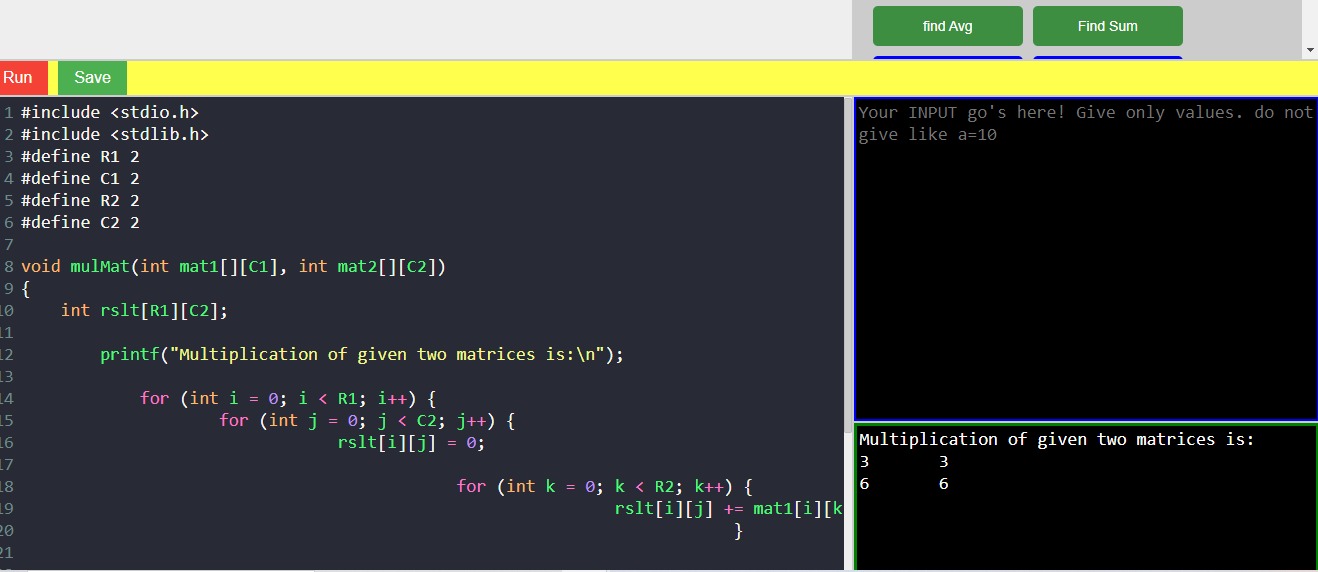 find Avg Find Sum
Run Save
1 #include <stdio.h>
2 #include <stdlib.h>
3 #define R1 2
4 #define C1 2
5 #define R2 2
6 #define C2 2
7
8 void mulMat(int mat1[][C1], int mat2[][C2])
9 {
10     int rslt[R1][C2];
11
12         printf("Multiplication of given two matrices is:\n");
13
14             for (int i = 0; i < R1; i++) {
15                     for (int j = 0; j < C2; j++) {
16                                 rslt[i][j] = 0;
17
18                                             for (int k = 0; k < R2; k++) {
19                                                             rslt[i][j] += mat1[i][k
20                                                                         }
21
Your INPUT go's here! Give only values. do not
give like a=10
Multiplication of given two matrices is:
3 3
6 6